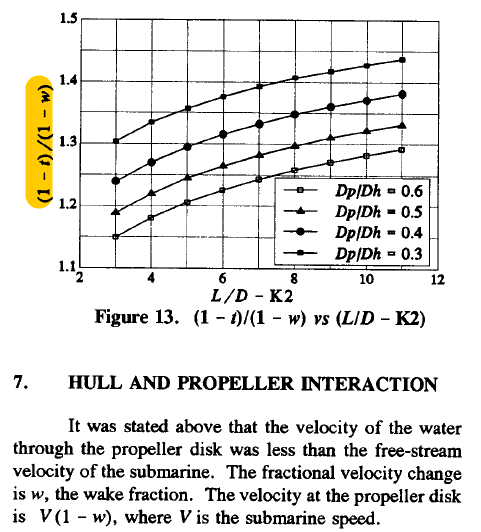 1.5
1.4
1.3
1.2
1.1
(1 - t)/(1 - w)
2 4 6 8 10 12
L/D - K2
Dp/Dh = 0.6
Dp/Dh = 0.5
Dp/Dh = 0.4
Dp/Dh = 0.3
Figure 13. (1 - t)/(1 - w) vs (L/D - K2)
7. HULL AND PROPELLER INTERACTION
It was stated above that the velocity of the water
through the propeller disk was less than the free-stream
velocity of the submarine. The fractional velocity change
is w, the wake fraction. The velocity at the propeller disk
is V(1 - w), where V is the submarine speed.